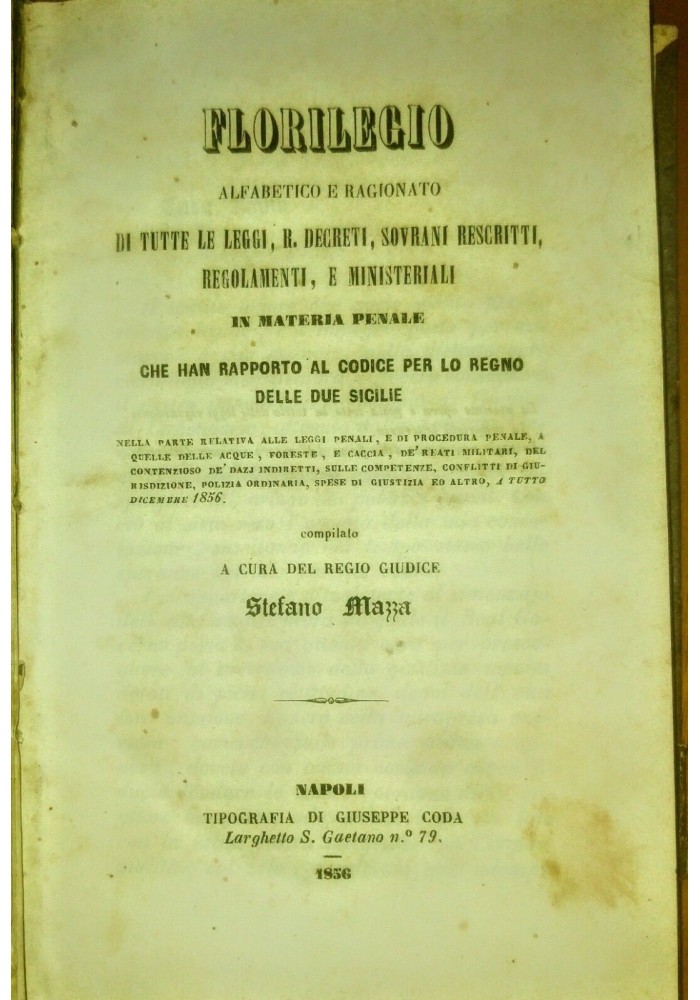 FLORILEGIO
ALFABETICO E RAGIONATO
DI TUTTE LE LEGGI, R. DECRETI, SOVRANI RESCRITTI,
REGOLAMENTI, E MINISTERIALI
IN MATERIA PENALE
CHE HAN RAPPORTO AL CODICE PER LO REGNO
DELLE DUE SICILIE
NELLA PARTE RELATIVA ALLE LEGGI PENALI, E DI PROCEDURA PENALE, A
QUELLE DELLE ACQUE, FORESTE, E CACCIA, DE' REATI MILITARI, DEL
CONTENZIOSO DE' DAZJ INDIRETTI, SULLE COMPETENZE, CONFLITTI DI GIU-
RISDIZIONE, POLIZIA ORDINARIA, SPESE DI GIUSTIZIA ED ALTRO, A TUTTO
DICEMBRE 1856.
compilato
A CURA DEL REGIO GIUDICE
Stefano Mazza
NAPOLI
TIPOGRAFIA DI GIUSEPPE CODA
Larghetto S. Gaetano n.º 79.
1856